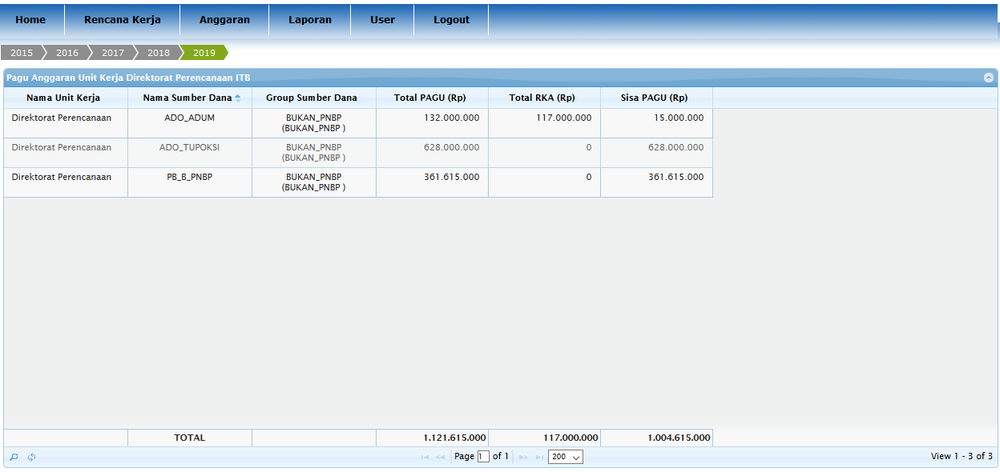 Home Rencana Kerja Anggaran Laporan User Logout
2015 2016 2017 2018 2019
Pagu Anggaran Unit Kerja Direktorat Perencanaan ITB
Nama Unit Kerja Nama Sumber Dana Group Sumber Dana Total PAGU (Rp) Total RKA (Rp) Sisa PAGU (Rp)
Direktorat Perencanaan ADO_ADUM BUKAN_PNBP 132.000.000 117.000.000 15.000.000
(BUKAN_PNBP )
Direktorat Perencanaan ADO_TUPOKSI BUKAN_PNBP 628.000.000 0 628.000.000
(BUKAN_PNBP )
Direktorat Perencanaan PB_B_PNBP BUKAN_PNBP 361.615.000 0 361.615.000
(BUKAN_PNBP )
TOTAL 1.121.615.000 117.000.000 1.004.615.000
Page 1 of 1 200 View 1 - 3 of 3